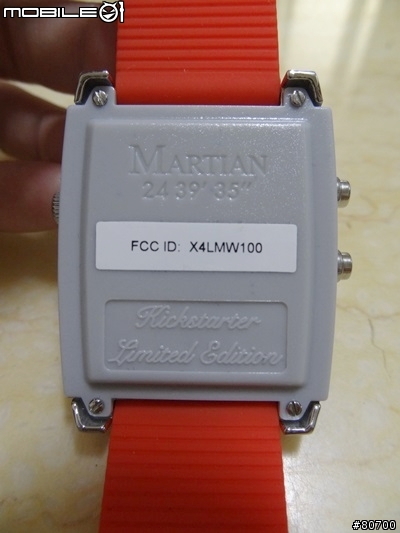 MOBILE01
MARTIAN
24 39' 35"
FCC ID: X4LMW100
Kickstarter
Limited Edition
#80700